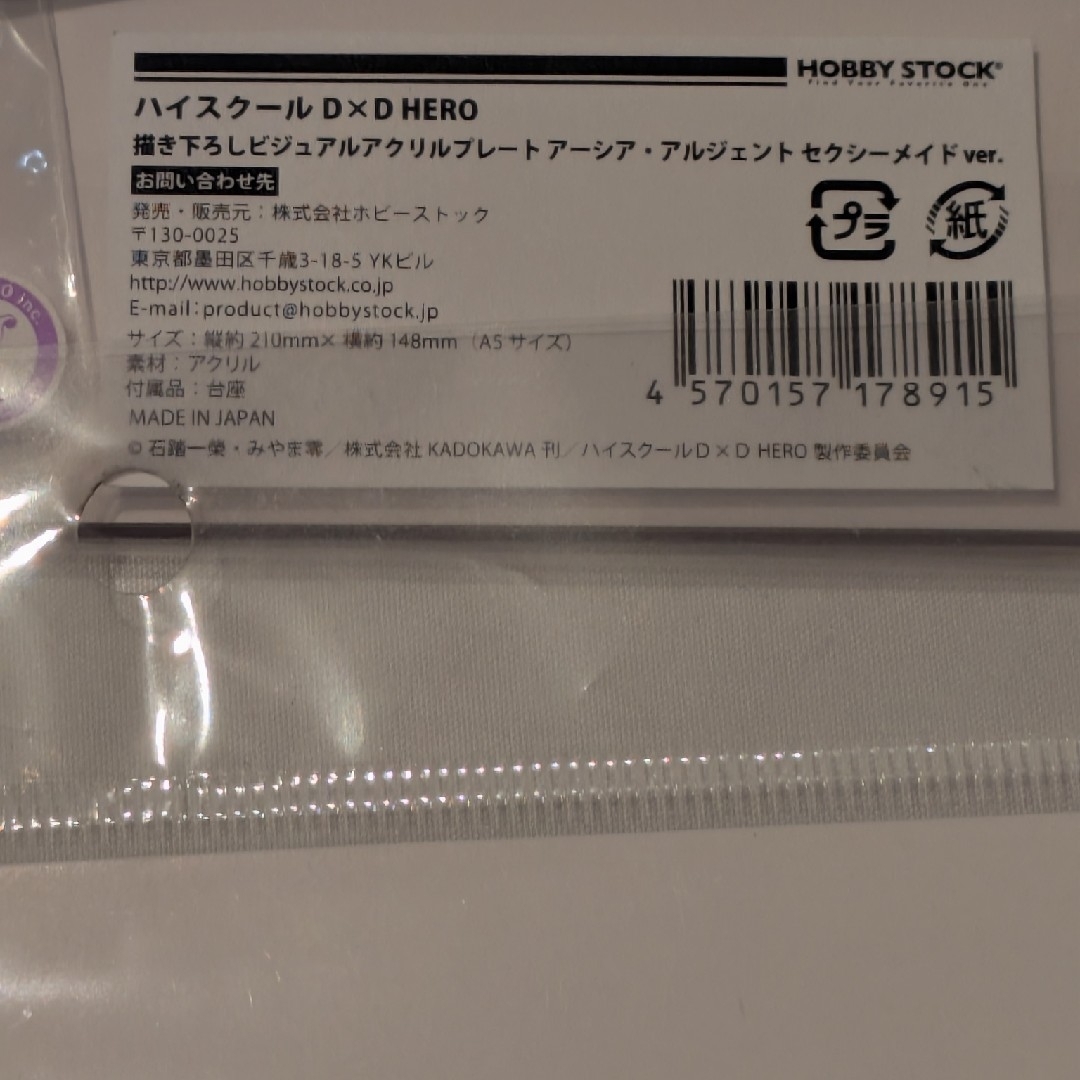 HOBBY STOCK®
Find Your Favorite One
ハイスクール D×D HERO
描き下ろしビジュアルアクリルプレート アーシア・アルジェント セクシーメイド ver.
お問い合わせ先
発売・販売元：株式会社ホビーストック
〒130-0025
東京都墨田区千歳3-18-5 YKビル
http://www.hobbystock.co.jp
E-mail：product@hobbystock.jp
サイズ：縦約 210mm× 横約 148mm（A5 サイズ）
素材：アクリル
付属品：台座
MADE IN JAPAN
© 石踏一榮・みやま零／株式会社 KADOKAWA 刊／ハイスクールD×D HERO 製作委員会
プラ
紙
4 570157 178915
O Inc.